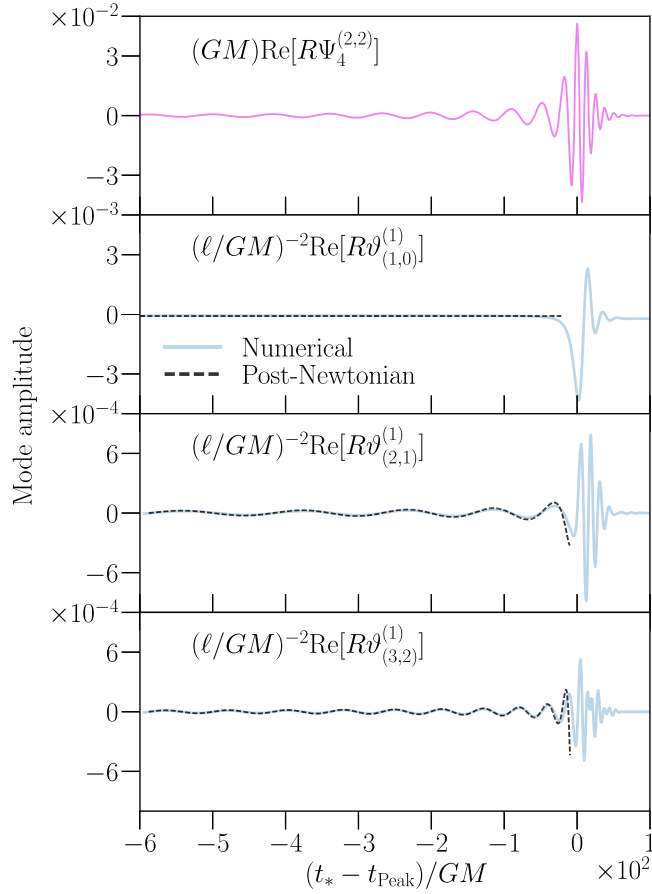 ×10⁻²
(GM)Re[RΨ₄^(2,2)]
3
0
−3
×10⁻³
(ℓ/GM)⁻²Re[Rϑ^(1)_(1,0)]
3
0
−3
Numerical
Post-Newtonian
Mode amplitude
×10⁻⁴
(ℓ/GM)⁻²Re[Rϑ^(1)_(2,1)]
6
0
−6
×10⁻⁴
(ℓ/GM)⁻²Re[Rϑ^(1)_(3,2)]
6
0
−6
−6 −5 −4 −3 −2 −1 0 1
(t_* − t_Peak)/GM
×10²